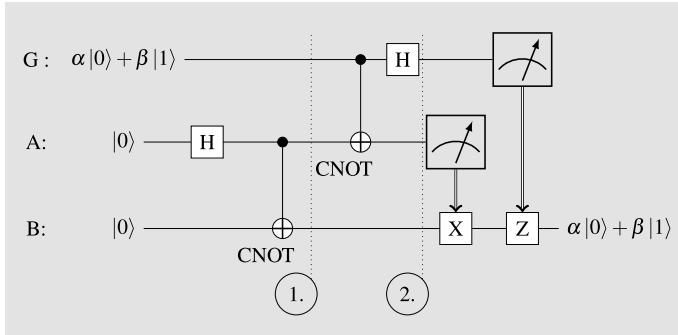 G : α|0⟩ + β|1⟩ H
A: |0⟩ H
CNOT
B: |0⟩ X Z α|0⟩ + β|1⟩
CNOT
1. 2.